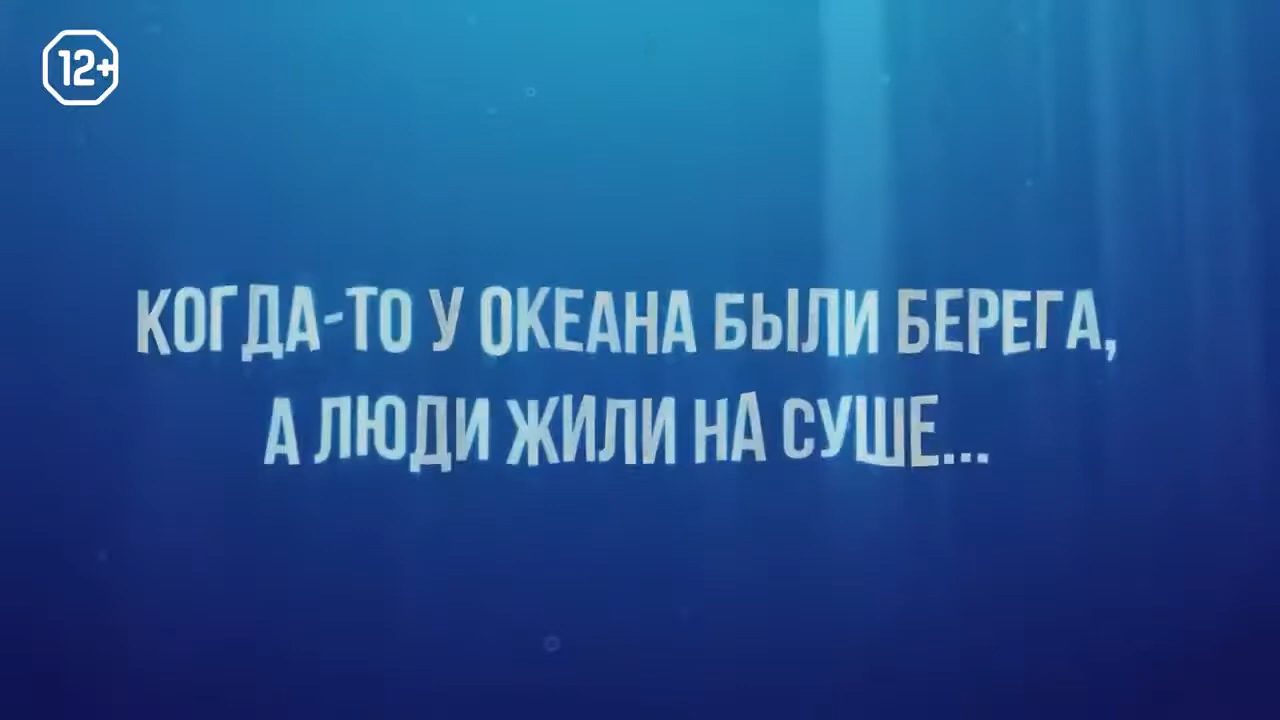 12+
КОГДА-ТО У ОКЕАНА БЫЛИ БЕРЕГА,
А ЛЮДИ ЖИЛИ НА СУШЕ...